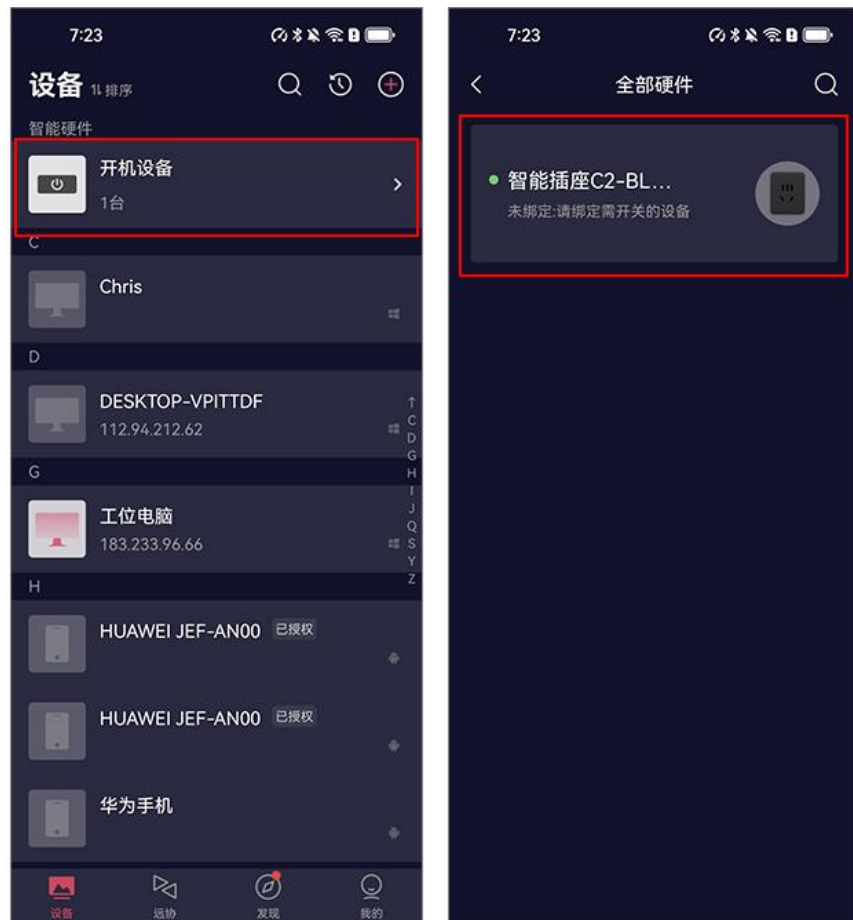 7:23
设备 排序
智能硬件
开机设备
1台
C
Chris
D
DESKTOP-VPITTDF
112.94.212.62
G
工位电脑
183.233.96.66
H
HUAWEI JEF-AN00 已授权
HUAWEI JEF-AN00 已授权
华为手机
↑
C
D
G
H
I
J
Q
S
Y
Z
设备 远协 发现 我的
7:23
全部硬件
智能插座C2-BL...
未绑定:请绑定需开关的设备